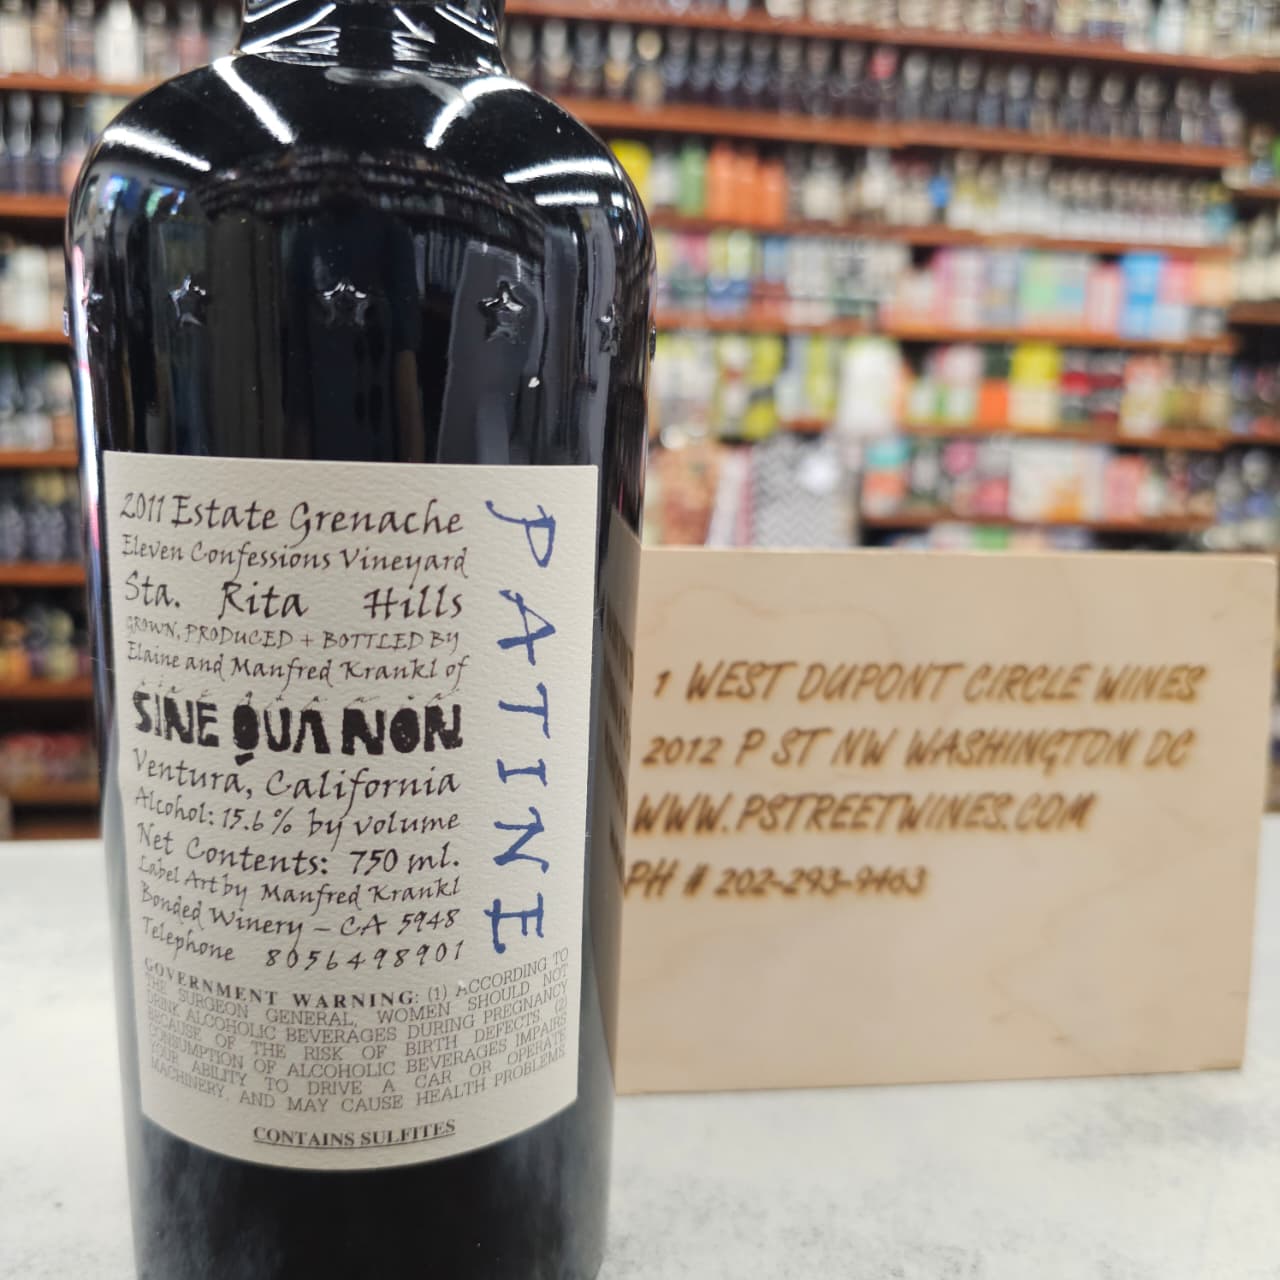 2011 Estate Grenache
Eleven Confessions Vineyard
Sta. Rita Hills
GROWN, PRODUCED + BOTTLED BY
Elaine and Manfred Krankl of
SINE QUA NON
Ventura, California
Alcohol: 15.6 % by volume
Net Contents: 750 ml.
Label Art by Manfred Krankl
Bonded Winery – CA 5948
Telephone 8056498901
PATINE
GOVERNMENT WARNING: (1) ACCORDING TO
THE SURGEON GENERAL, WOMEN SHOULD NOT
DRINK ALCOHOLIC BEVERAGES DURING PREGNANCY
BECAUSE OF THE RISK OF BIRTH DEFECTS. (2)
CONSUMPTION OF ALCOHOLIC BEVERAGES IMPAIRS
YOUR ABILITY TO DRIVE A CAR OR OPERATE
MACHINERY, AND MAY CAUSE HEALTH PROBLEMS
CONTAINS SULFITES
1 WEST DUPONT CIRCLE WINES
2012 P ST NW WASHINGTON DC
WWW.PSTREETWINES.COM
PH # 202-293-9463